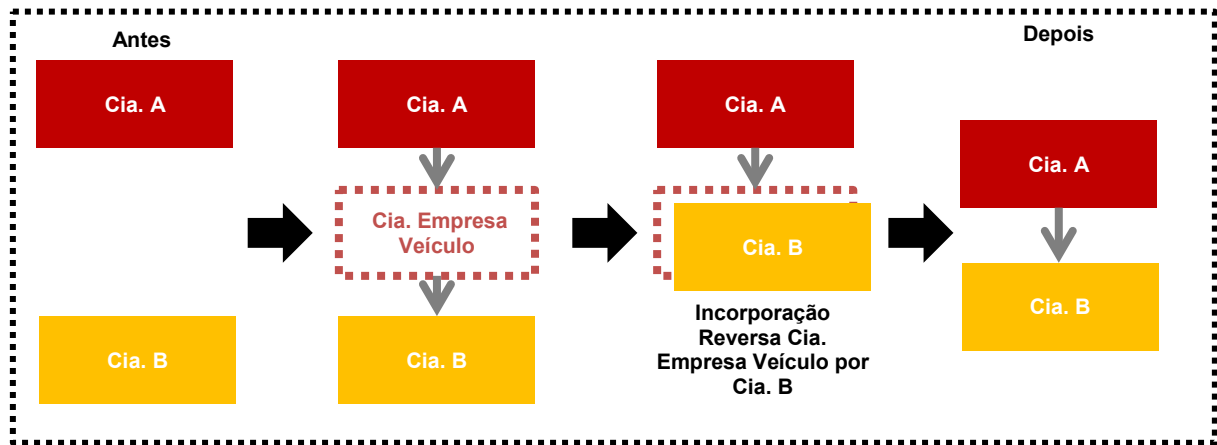 Antes
Depois
Cia. A
Cia. A
Cia. A
Cia. A
Cia. Empresa
Veículo
Cia. B
Cia. B
Incorporação
Reversa Cia.
Empresa Veículo por
Cia. B
Cia. B
Cia. B